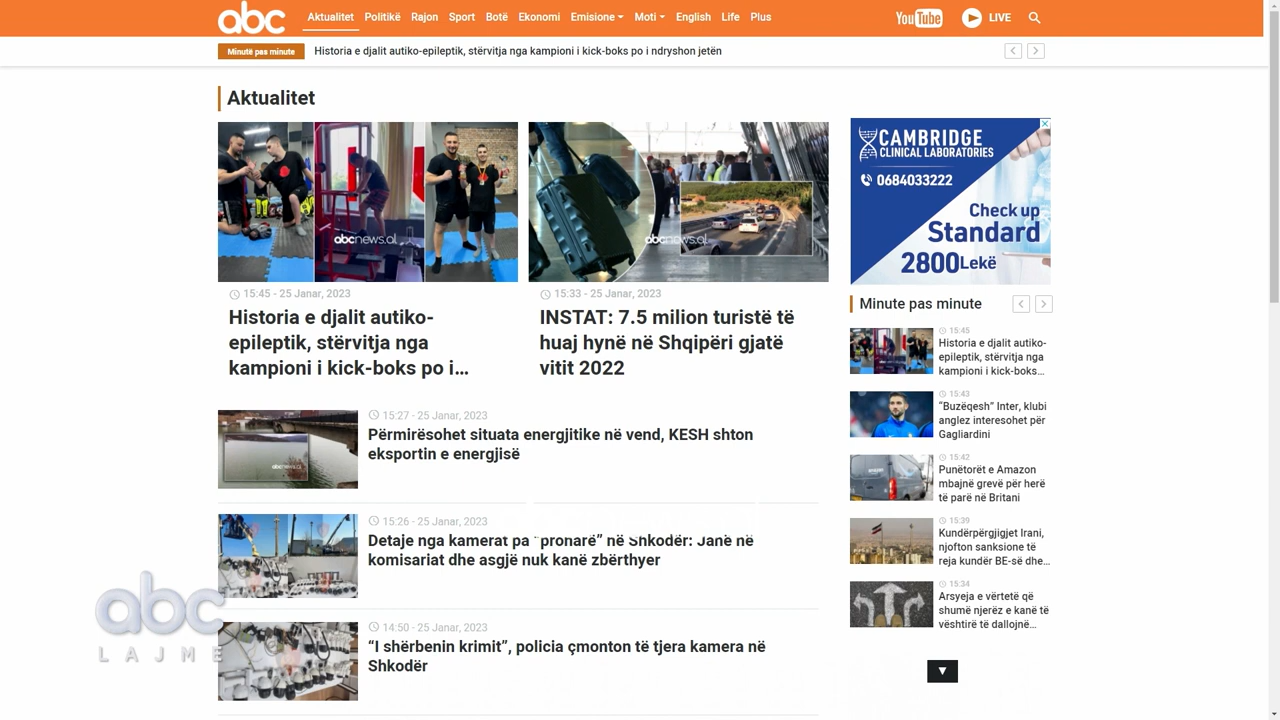 abc
Aktualitet Politikë Rajon Sport Botë Ekonomi Emisione Moti English Life Plus
YouTube LIVE
Minutë pas minute Historia e djalit autiko-epileptik, stërvitja nga kampioni i kick-boks po i ndryshon jetën
Aktualitet
abcnews.al
abcnews.al
15:45 - 25 Janar, 2023
Historia e djalit autiko-
epileptik, stërvitja nga
kampioni i kick-boks po i...
15:33 - 25 Janar, 2023
INSTAT: 7.5 milion turistë të
huaj hynë në Shqipëri gjatë
vitit 2022
abcnews.al
15:27 - 25 Janar, 2023
Përmirësohet situata energjitike në vend, KESH shton
eksportin e energjisë
15:26 - 25 Janar, 2023
Detaje nga kamerat pa “pronarë” në Shkodër: Janë në
komisariat dhe asgjë nuk kanë zbërthyer
14:50 - 25 Janar, 2023
“I shërbenin krimit”, policia çmonton të tjera kamera në
Shkodër
CAMBRIDGE
CLINICAL LABORATORIES
0684033222
Check up
Standard
2800Lekë
Minute pas minute
15:45
Historia e djalit autiko-
epileptik, stërvitja nga
kampioni i kick-boks...
15:43
“Buzëqesh” Inter, klubi
anglez interesohet për
Gagliardini
15:42
Punëtorët e Amazon
mbajnë grevë për herë
të parë në Britani
15:39
Kundërpërgjigjet Irani,
njofton sanksione të
reja kundër BE-së dhe...
15:34
Arsyeja e vërtetë që
shumë njerëz e kanë të
vështirë të dallojnë...
abc
LAJME